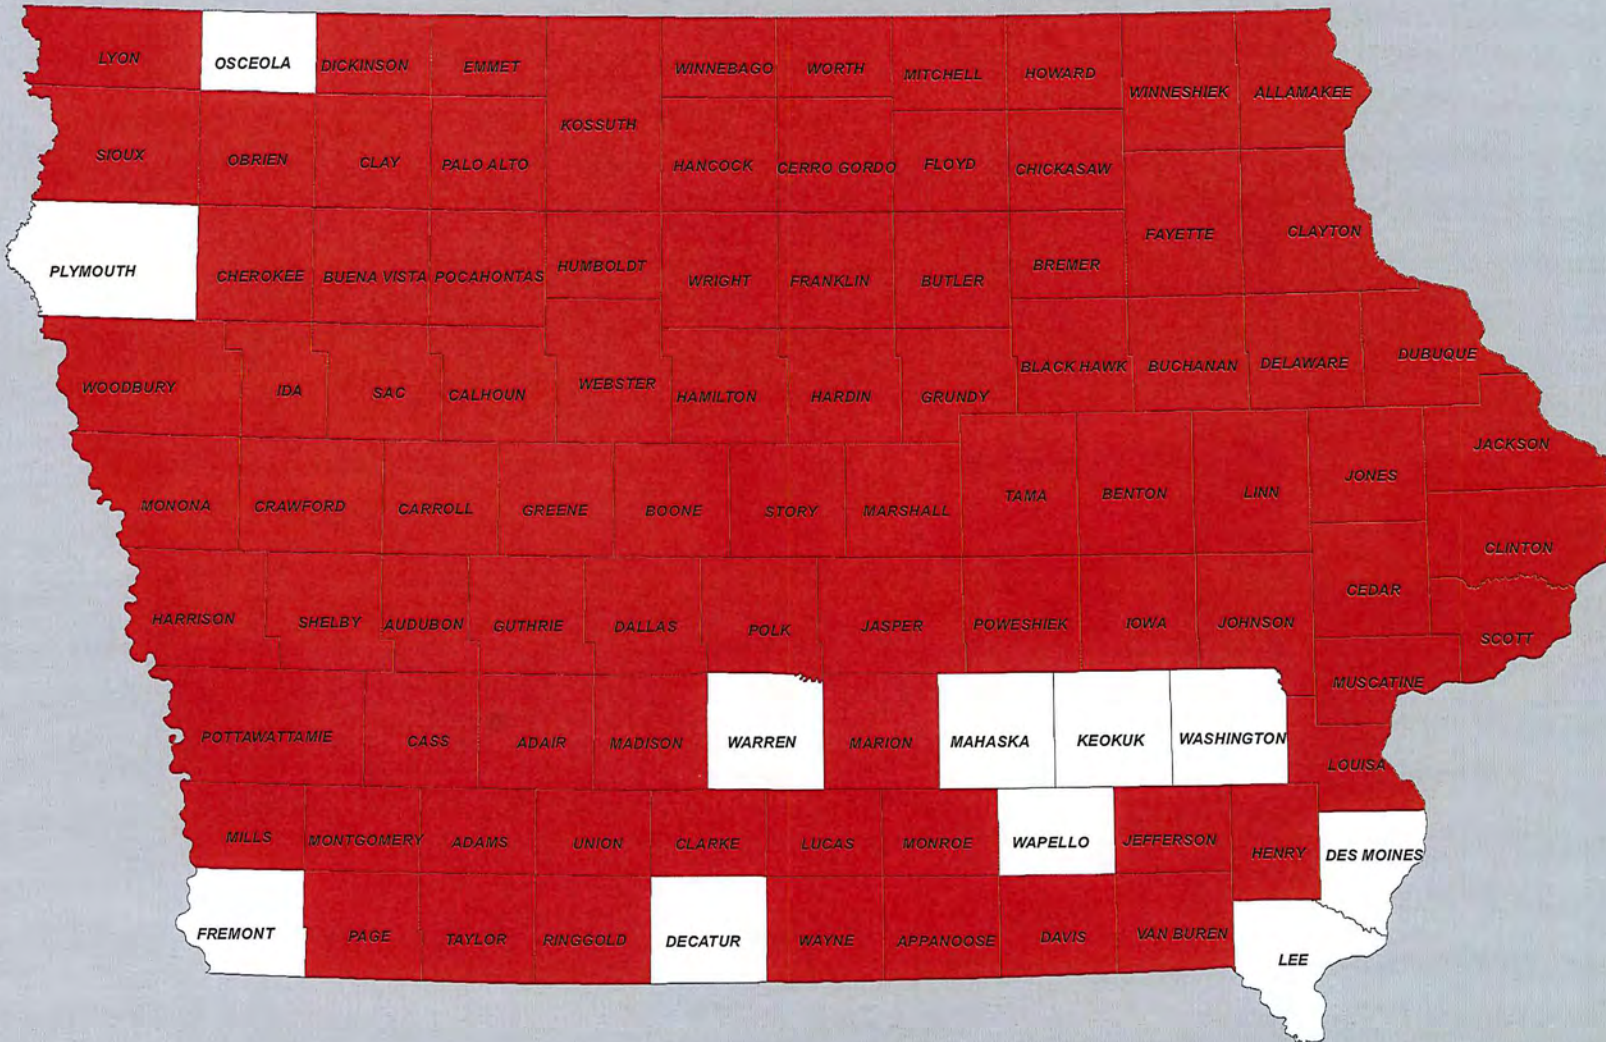 LYON
OSCEOLA
DICKINSON
EMMET
WINNEBAGO
WORTH
MITCHELL
HOWARD
WINNESHIEK
ALLAMAKEE
KOSSUTH
SIOUX
OBRIEN
CLAY
PALO ALTO
HANCOCK
CERRO GORDO
FLOYD
CHICKASAW
FAYETTE
CLAYTON
PLYMOUTH
CHEROKEE
BUENA VISTA
POCAHONTAS
HUMBOLDT
WRIGHT
FRANKLIN
BUTLER
BREMER
WOODBURY
IDA
SAC
CALHOUN
WEBSTER
HAMILTON
HARDIN
GRUNDY
BLACK HAWK
BUCHANAN
DELAWARE
DUBUQUE
JACKSON
MONONA
CRAWFORD
CARROLL
GREENE
BOONE
STORY
MARSHALL
TAMA
BENTON
LINN
JONES
CLINTON
CEDAR
HARRISON
SHELBY
AUDUBON
GUTHRIE
DALLAS
POLK
JASPER
POWESHIEK
IOWA
JOHNSON
SCOTT
MUSCATINE
POTTAWATTAMIE
CASS
ADAIR
MADISON
WARREN
MARION
MAHASKA
KEOKUK
WASHINGTON
LOUISA
MILLS
MONTGOMERY
ADAMS
UNION
CLARKE
LUCAS
MONROE
WAPELLO
JEFFERSON
HENRY
DES MOINES
FREMONT
PAGE
TAYLOR
RINGGOLD
DECATUR
WAYNE
APPANOOSE
DAVIS
VAN BUREN
LEE